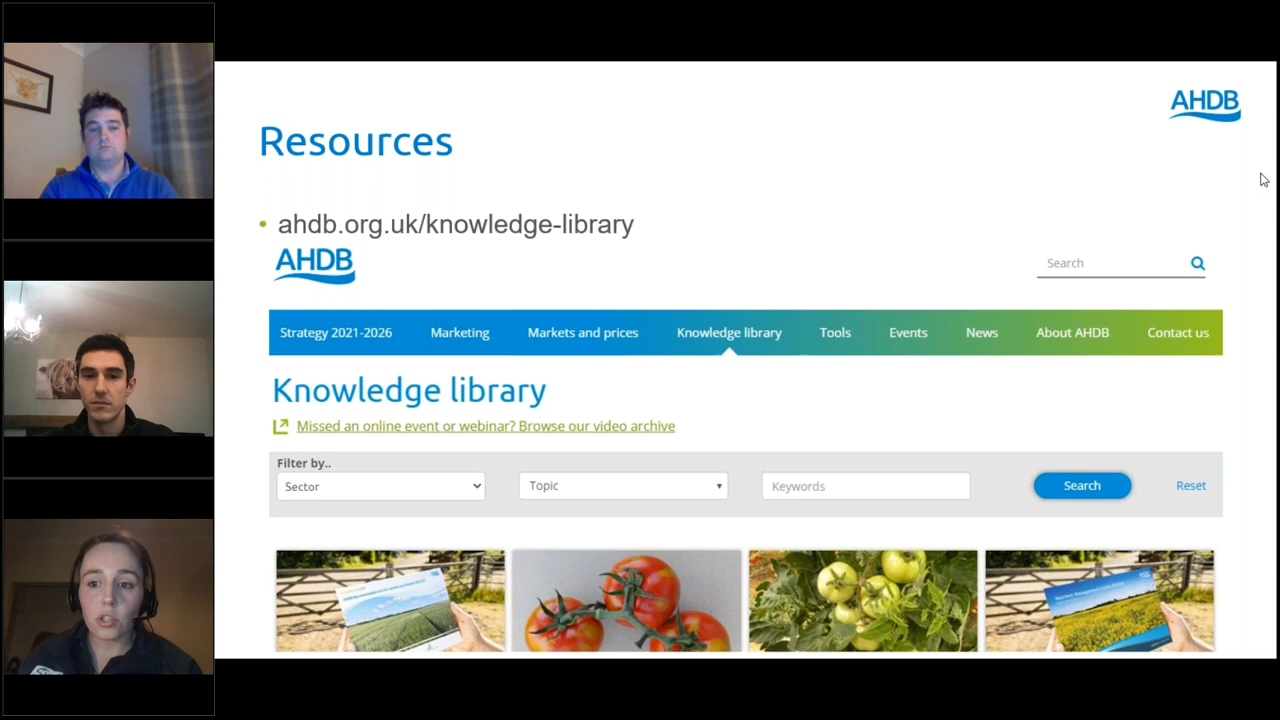 AHDB
Resources
• ahdb.org.uk/knowledge-library
AHDB
Search
Strategy 2021-2026 Marketing Markets and prices Knowledge library Tools Events News About AHDB Contact us
Knowledge library
Missed an online event or webinar? Browse our video archive
Filter by..
Sector Topic Keywords Search Reset